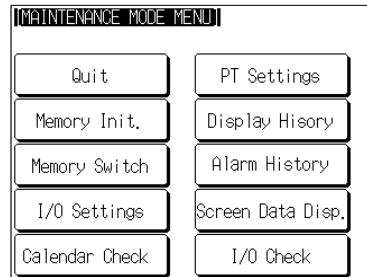 [MAINTENANCE MODE MENU]
Quit
PT Settings
Memory Init.
Display Hisory
Memory Switch
Alarm History
I/O Settings
Screen Data Disp.
Calendar Check
I/O Check